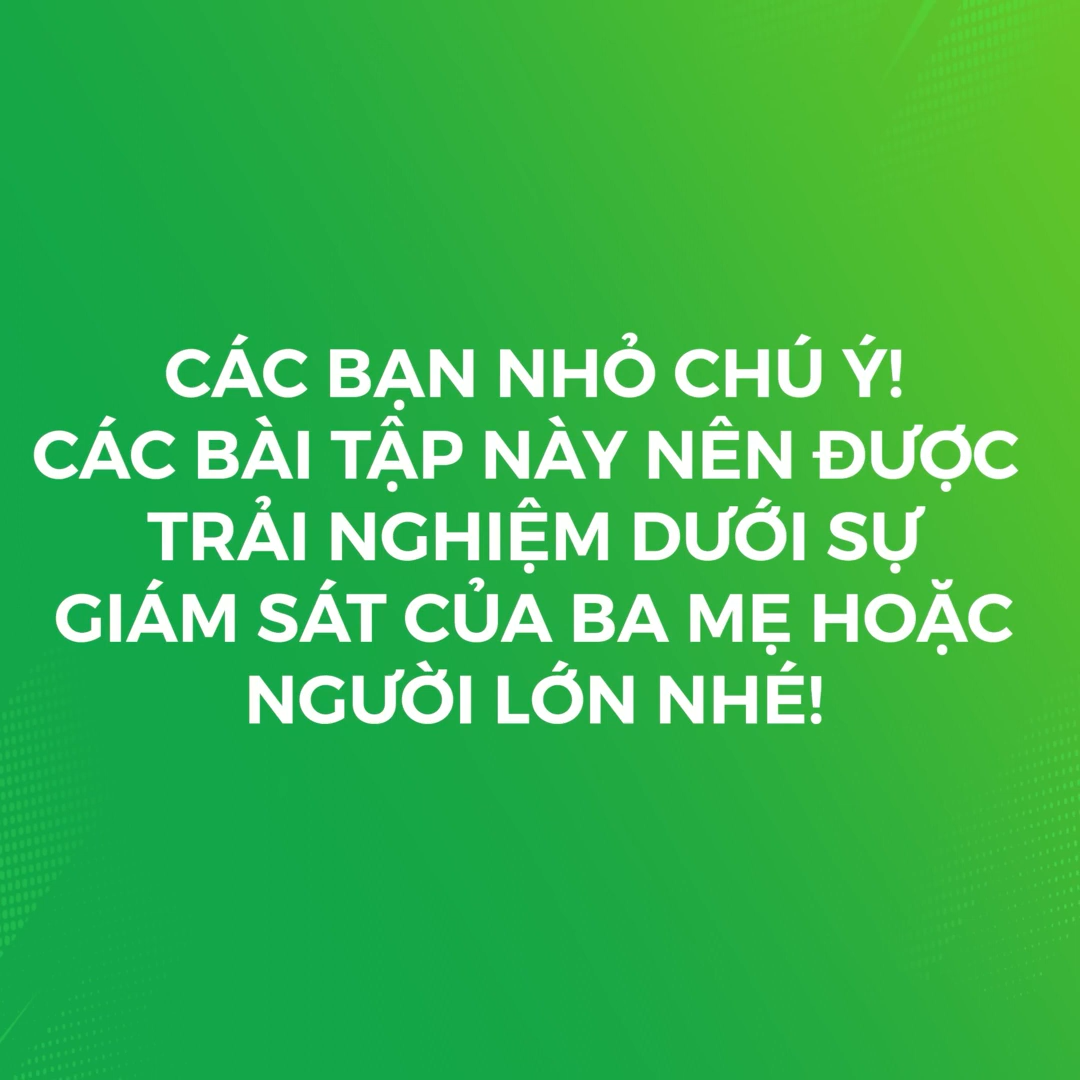 CÁC BẠN NHỎ CHÚ Ý!
CÁC BÀI TẬP NÀY NÊN ĐƯỢC
TRẢI NGHIỆM DƯỚI SỰ
GIÁM SÁT CỦA BA MẸ HOẶC
NGƯỜI LỚN NHÉ!